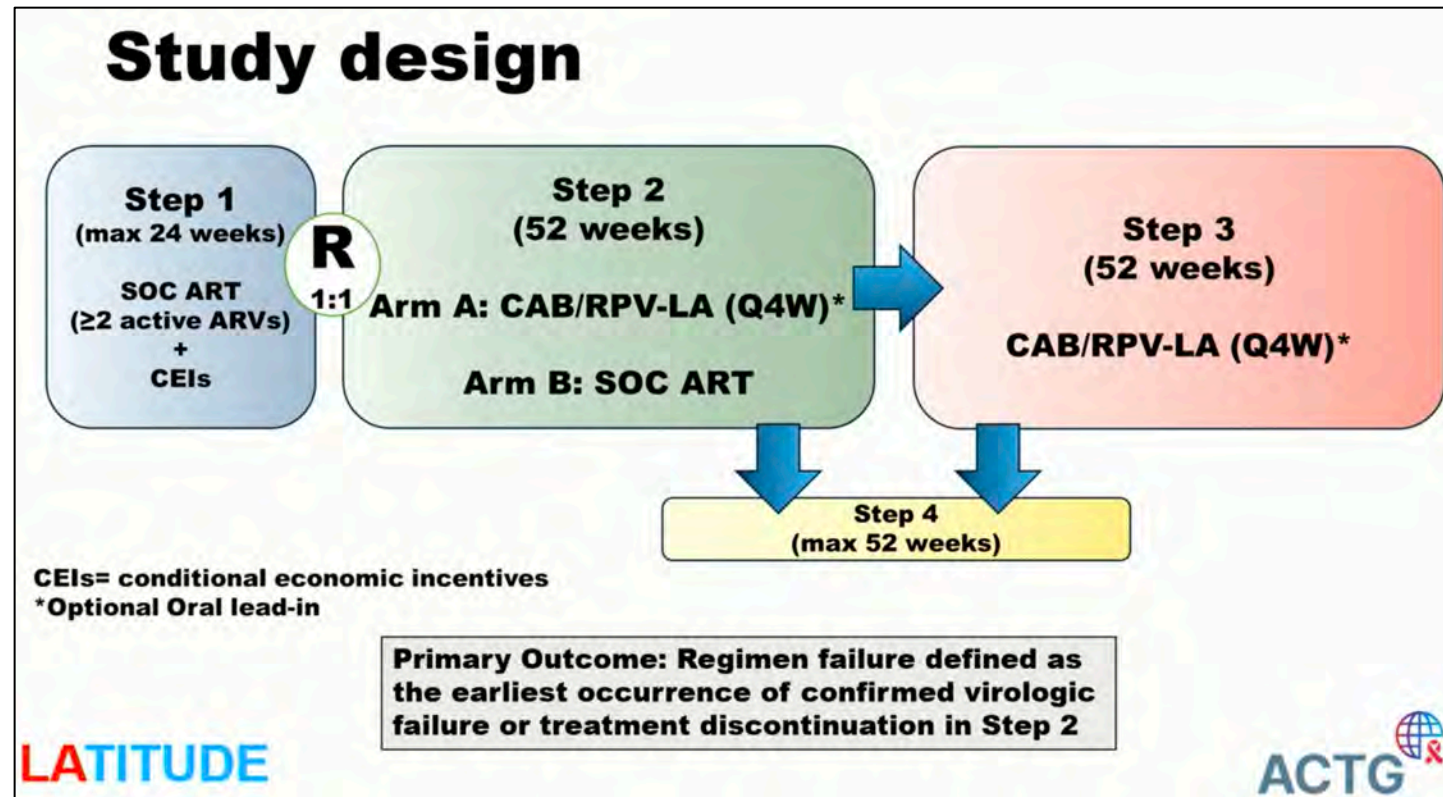 Study design
Step 1
(max 24 weeks)
SOC ART
(≥2 active ARVs)
+
CEIs
R
1:1
Step 2
(52 weeks)
Arm A: CAB/RPV-LA (Q4W)*
Arm B: SOC ART
Step 3
(52 weeks)
CAB/RPV-LA (Q4W)*
Step 4
(max 52 weeks)
CEIs= conditional economic incentives
*Optional Oral lead-in
Primary Outcome: Regimen failure defined as
the earliest occurrence of confirmed virologic
failure or treatment discontinuation in Step 2
LATITUDE
ACTG